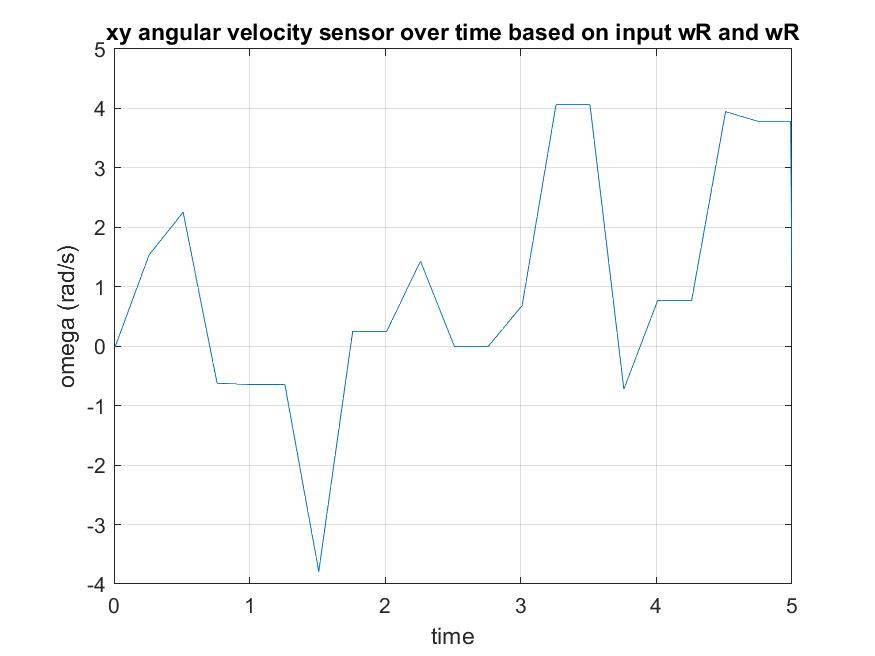 xy angular velocity sensor over time based on input wR and wR
5
4
3
2
1
0
-1
-2
-3
-4
omega (rad/s)
0 1 2 3 4 5
time